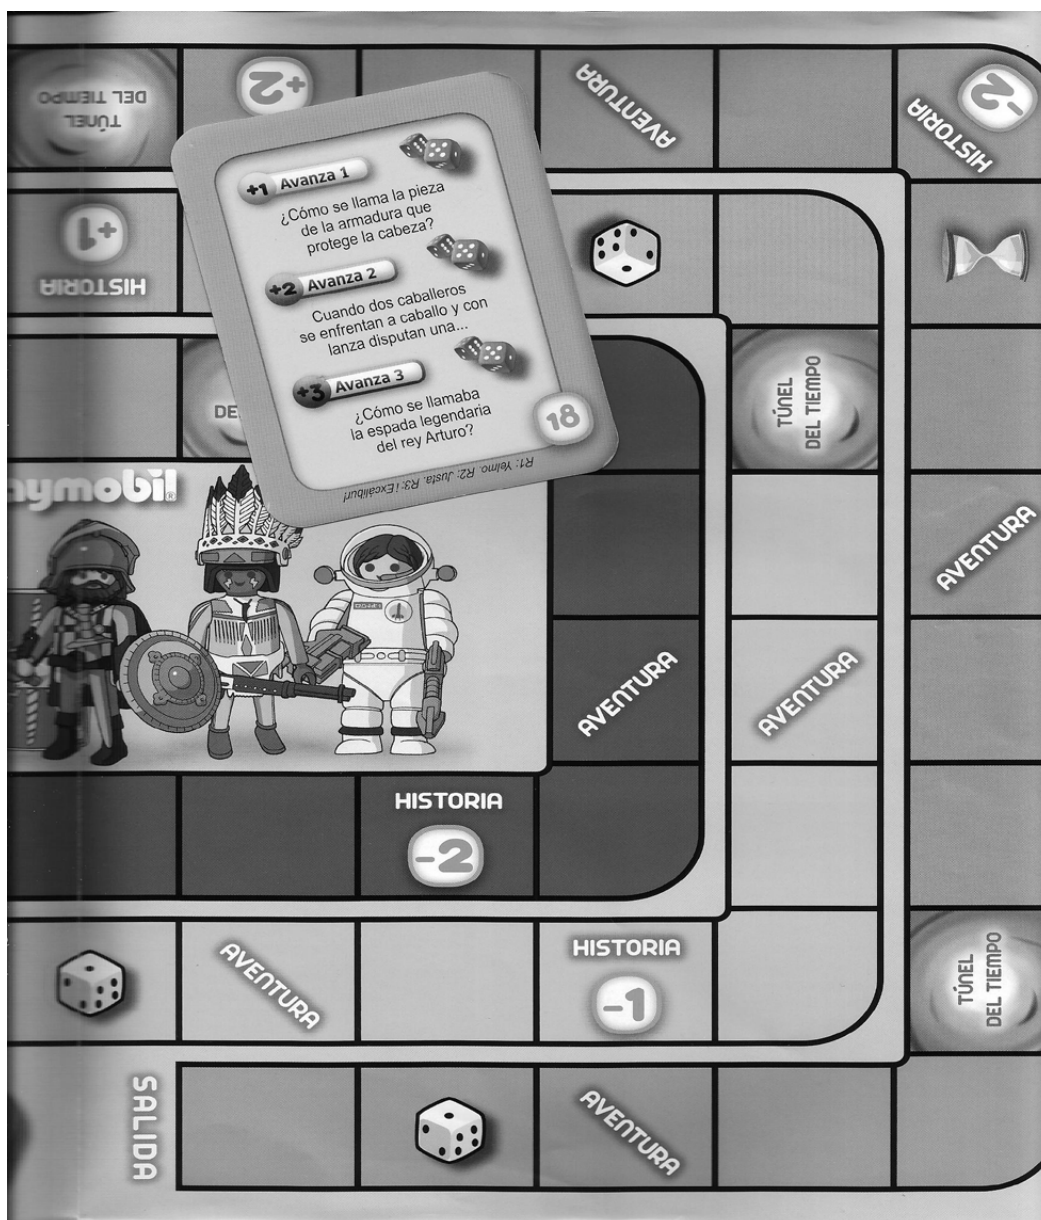 TÚNEL
DEL TIEMPO
+2
AVENTURA
-2
HISTORIA
+1
HISTORIA
+1 Avanza 1
¿Cómo se llama la pieza
de la armadura que
protege la cabeza?
+2 Avanza 2
Cuando dos caballeros
se enfrentan a caballo y con
lanza disputan una...
+3 Avanza 3
¿Cómo se llamaba
la espada legendaria
del rey Arturo?
18
R1: Yelmo. R2: Justa. R3: ¡Excálibur!
DE
TÚNEL
DEL TIEMPO
aymobil®
AVENTURA
AVENTURA
AVENTURA
HISTORIA
-2
AVENTURA
HISTORIA
-1
TÚNEL
DEL TIEMPO
SALIDA
AVENTURA